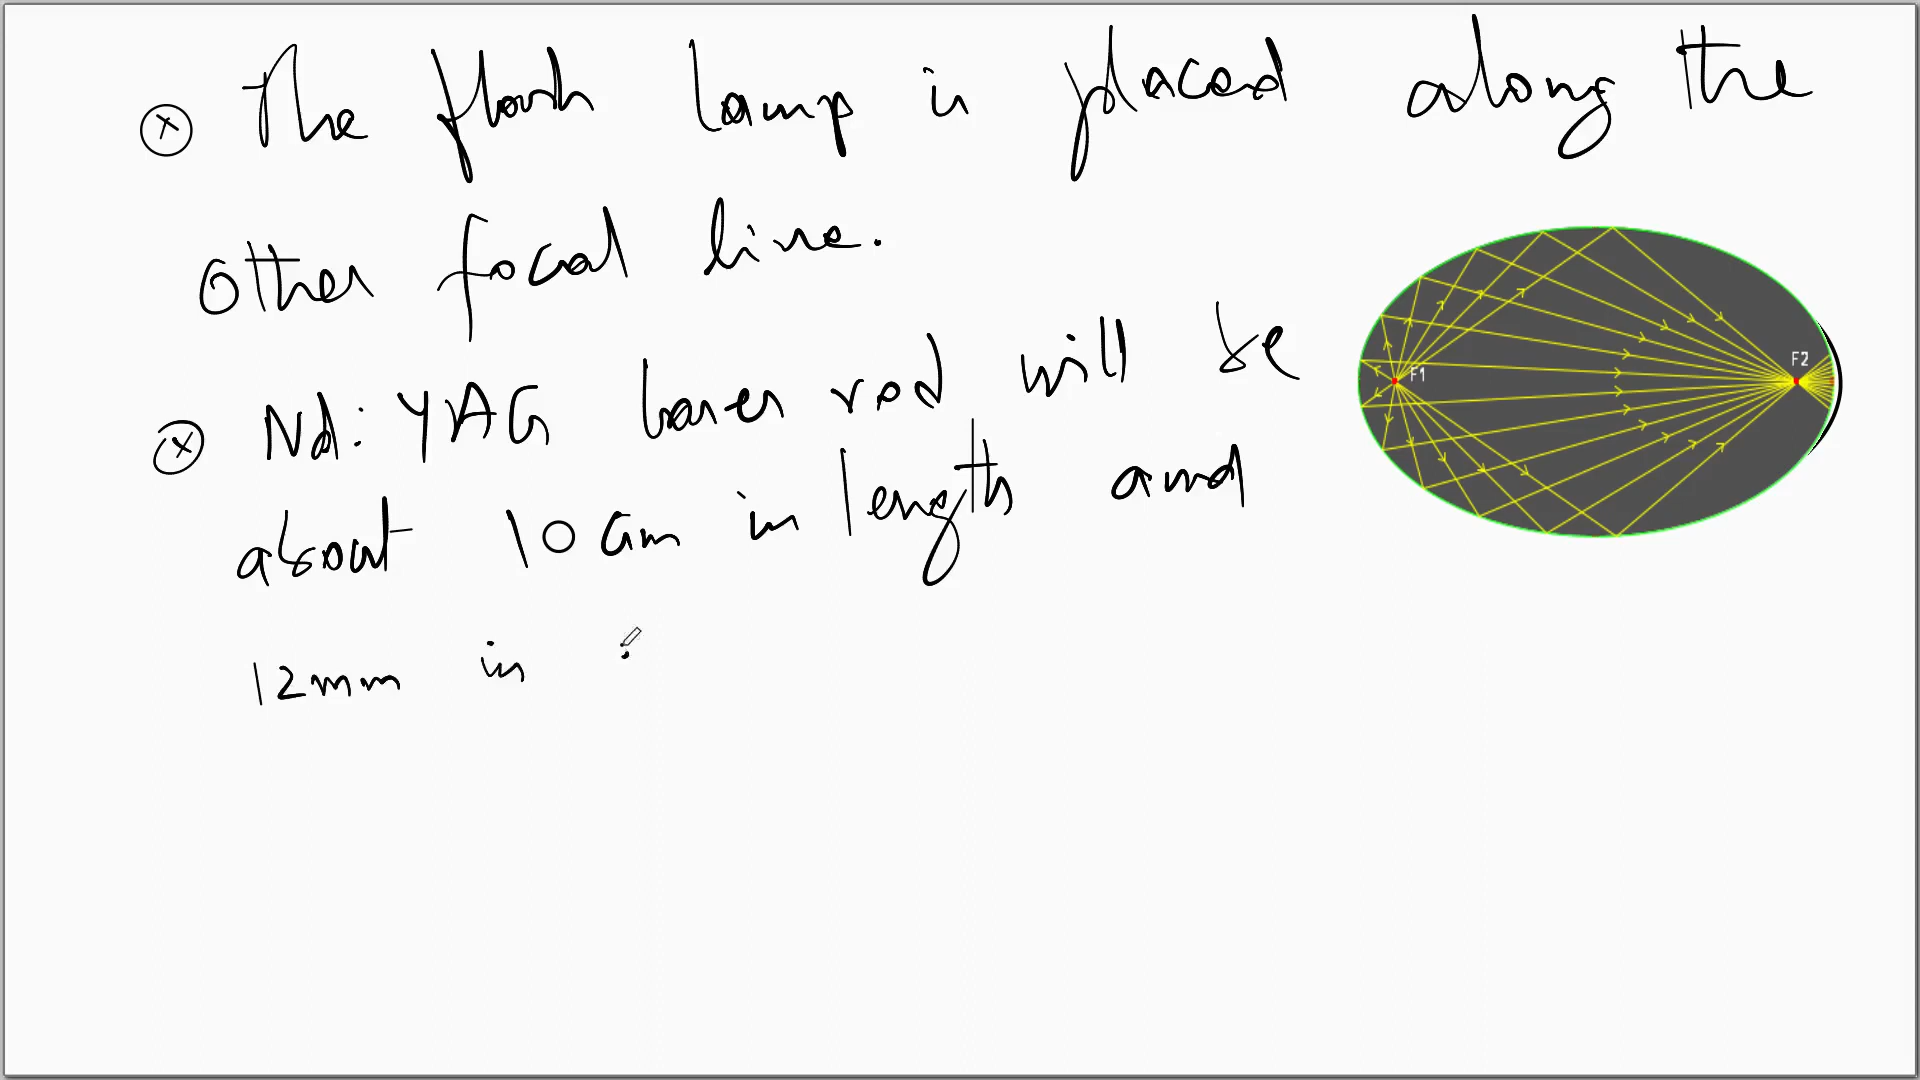 The flash lamp is placed along the
other focal line.
F2
F1
Nd:YAG laser rod will be
about 10 cm in length and
12mm in